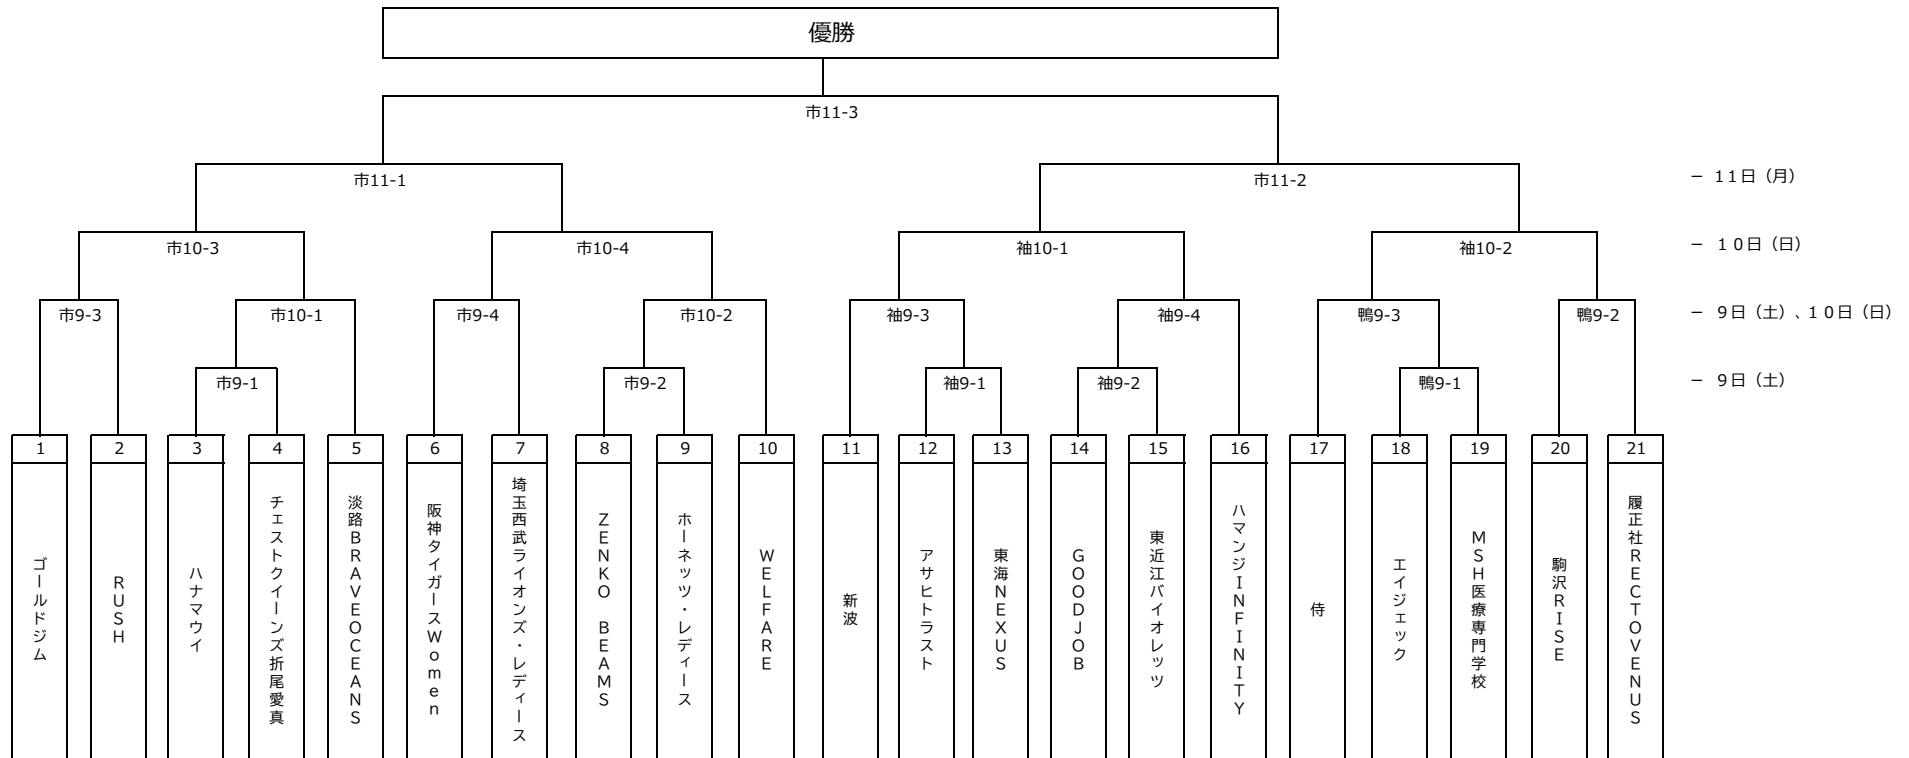 優勝
市11-3
市11-1
市11-2
－ 11日（月）
市10-3
市10-4
袖10-1
袖10-2
－ １０日（日）
市9-3
市10-1
市9-4
市10-2
袖9-3
袖9-4
鴨9-3
鴨9-2
－ ９日（土）、１０日（日）
市9-1
市9-2
袖9-1
袖9-2
鴨9-1
－ ９日（土）
1
2
3
4
5
6
7
8
9
10
11
12
13
14
15
16
17
18
19
20
21
ゴールドジム
ＲＵＳＨ
ハナマウイ
チェストクイーンズ折尾愛真
淡路ＢＲＡＶＥＯＣＥＡＮＳ
阪神タイガースＷｏｍｅｎ
埼玉西武ライオンズ・レディース
ＺＥＮＫＯ　ＢＥＡＭＳ
ホーネッツ・レディース
ＷＥＬＦＡＲＥ
新波
アサヒトラスト
東海ＮＥＸＵＳ
ＧＯＯＤＪＯＢ
東近江バイオレッツ
ハマンジＩＮＦＩＮＩＴＹ
侍
エイジェック
ＭＳＨ医療専門学校
駒沢ＲＩＳＥ
履正社ＲＥＣＴＯＶＥＮＵＳ